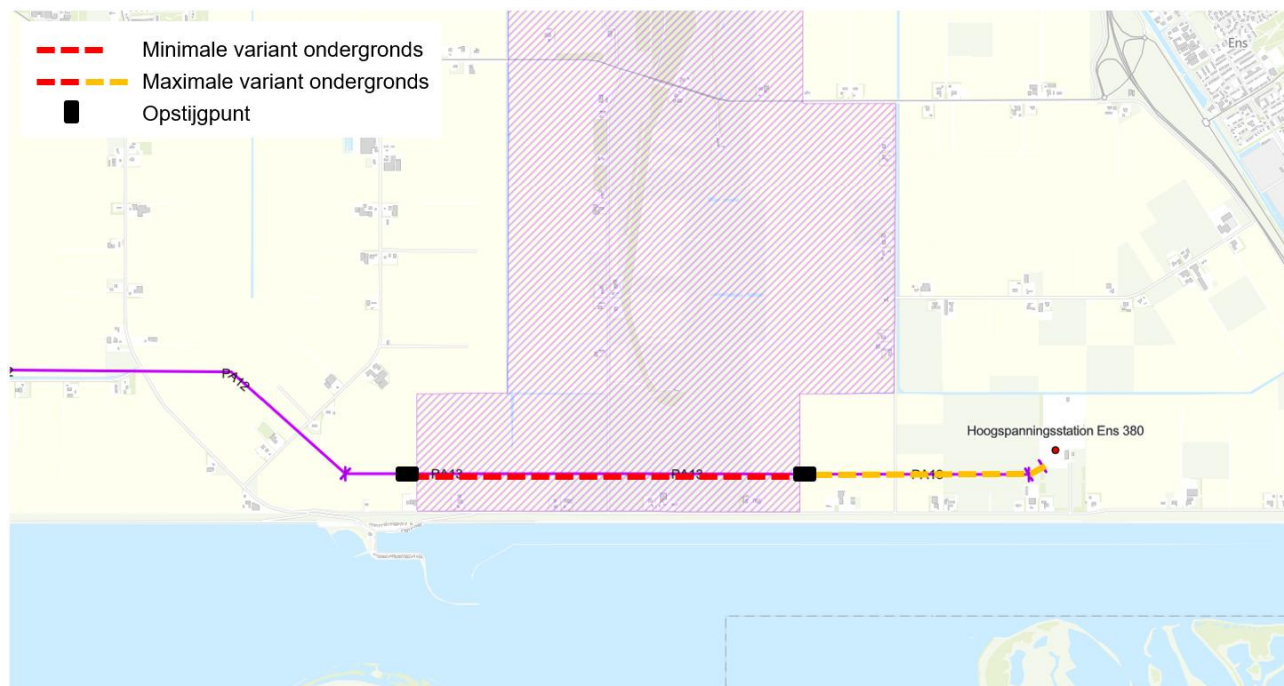 Minimale variant ondergronds
Maximale variant ondergronds
Opstijgpunt
Ens
PA12
Hoogspanningsstation Ens 380
PA13
PA13
PA13